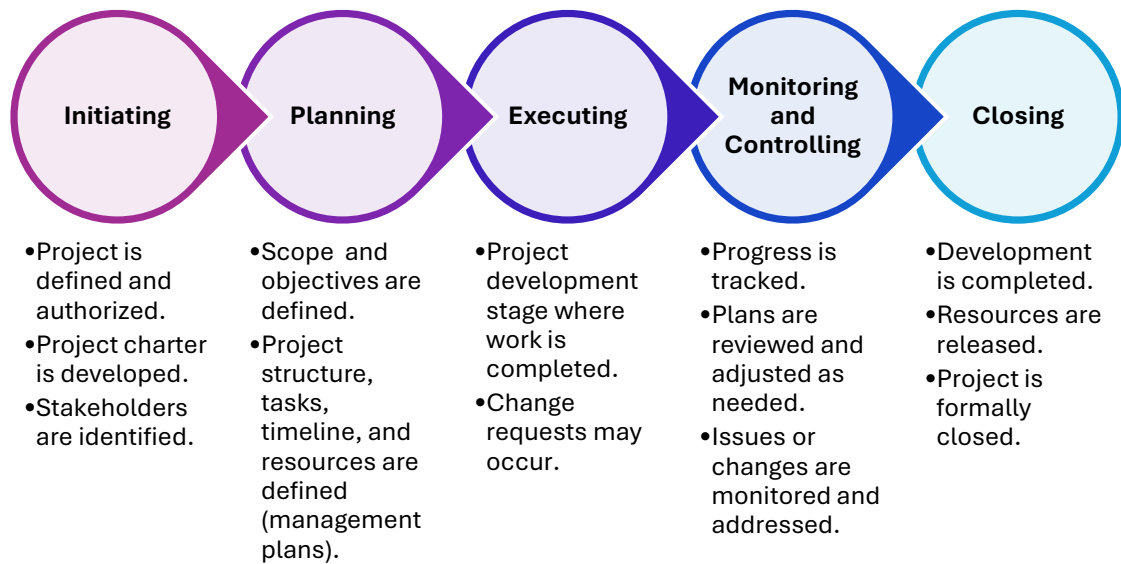 Initiating
Planning
Executing
Monitoring
and
Controlling
Closing
•Project is
defined and
authorized.
•Project charter
is developed.
•Stakeholders
are identified.
•Scope and
objectives are
defined.
•Project
structure,
tasks,
timeline, and
resources are
defined
(management
plans).
•Project
development
stage where
work is
completed.
•Change
requests may
occur.
•Progress is
tracked.
•Plans are
reviewed and
adjusted as
needed.
•Issues or
changes are
monitored and
addressed.
•Development
is completed.
•Resources are
released.
•Project is
formally
closed.